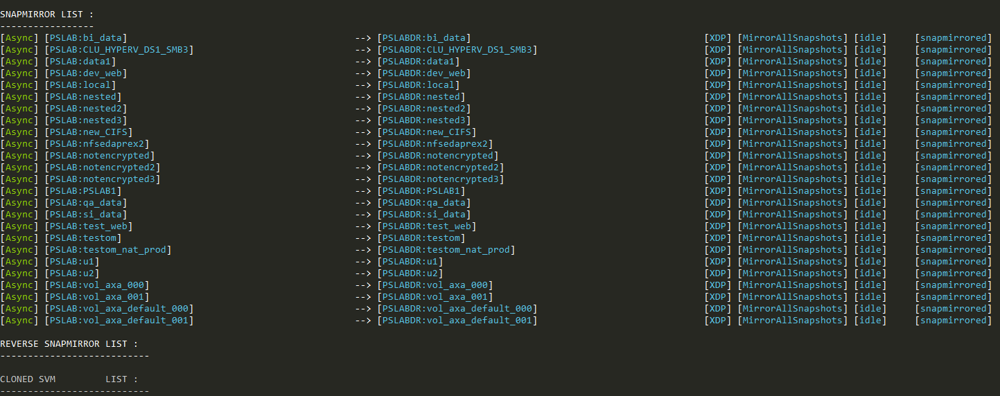 SNAPMIRROR LIST :
-----------------
[Async] [PSLAB:bi_data] --> [PSLABDR:bi_data] [XDP] [MirrorAllSnapshots] [idle] [snapmirrored]
[Async] [PSLAB:CLU_HYPERV_DS1_SMB3] --> [PSLABDR:CLU_HYPERV_DS1_SMB3] [XDP] [MirrorAllSnapshots] [idle] [snapmirrored]
[Async] [PSLAB:data1] --> [PSLABDR:data1] [XDP] [MirrorAllSnapshots] [idle] [snapmirrored]
[Async] [PSLAB:dev_web] --> [PSLABDR:dev_web] [XDP] [MirrorAllSnapshots] [idle] [snapmirrored]
[Async] [PSLAB:local] --> [PSLABDR:local] [XDP] [MirrorAllSnapshots] [idle] [snapmirrored]
[Async] [PSLAB:nested] --> [PSLABDR:nested] [XDP] [MirrorAllSnapshots] [idle] [snapmirrored]
[Async] [PSLAB:nested2] --> [PSLABDR:nested2] [XDP] [MirrorAllSnapshots] [idle] [snapmirrored]
[Async] [PSLAB:nested3] --> [PSLABDR:nested3] [XDP] [MirrorAllSnapshots] [idle] [snapmirrored]
[Async] [PSLAB:new_CIFS] --> [PSLABDR:new_CIFS] [XDP] [MirrorAllSnapshots] [idle] [snapmirrored]
[Async] [PSLAB:nfsedaprex2] --> [PSLABDR:nfsedaprex2] [XDP] [MirrorAllSnapshots] [idle] [snapmirrored]
[Async] [PSLAB:notencrypted] --> [PSLABDR:notencrypted] [XDP] [MirrorAllSnapshots] [idle] [snapmirrored]
[Async] [PSLAB:notencrypted2] --> [PSLABDR:notencrypted2] [XDP] [MirrorAllSnapshots] [idle] [snapmirrored]
[Async] [PSLAB:notencrypted3] --> [PSLABDR:notencrypted3] [XDP] [MirrorAllSnapshots] [idle] [snapmirrored]
[Async] [PSLAB:PSLAB1] --> [PSLABDR:PSLAB1] [XDP] [MirrorAllSnapshots] [idle] [snapmirrored]
[Async] [PSLAB:qa_data] --> [PSLABDR:qa_data] [XDP] [MirrorAllSnapshots] [idle] [snapmirrored]
[Async] [PSLAB:si_data] --> [PSLABDR:si_data] [XDP] [MirrorAllSnapshots] [idle] [snapmirrored]
[Async] [PSLAB:test_web] --> [PSLABDR:test_web] [XDP] [MirrorAllSnapshots] [idle] [snapmirrored]
[Async] [PSLAB:testom] --> [PSLABDR:testom] [XDP] [MirrorAllSnapshots] [idle] [snapmirrored]
[Async] [PSLAB:testom_nat_prod] --> [PSLABDR:testom_nat_prod] [XDP] [MirrorAllSnapshots] [idle] [snapmirrored]
[Async] [PSLAB:u1] --> [PSLABDR:u1] [XDP] [MirrorAllSnapshots] [idle] [snapmirrored]
[Async] [PSLAB:u2] --> [PSLABDR:u2] [XDP] [MirrorAllSnapshots] [idle] [snapmirrored]
[Async] [PSLAB:vol_axa_000] --> [PSLABDR:vol_axa_000] [XDP] [MirrorAllSnapshots] [idle] [snapmirrored]
[Async] [PSLAB:vol_axa_001] --> [PSLABDR:vol_axa_001] [XDP] [MirrorAllSnapshots] [idle] [snapmirrored]
[Async] [PSLAB:vol_axa_default_000] --> [PSLABDR:vol_axa_default_000] [XDP] [MirrorAllSnapshots] [idle] [snapmirrored]
[Async] [PSLAB:vol_axa_default_001] --> [PSLABDR:vol_axa_default_001] [XDP] [MirrorAllSnapshots] [idle] [snapmirrored]
REVERSE SNAPMIRROR LIST :
---------------------------
CLONED SVM LIST :
---------------------------